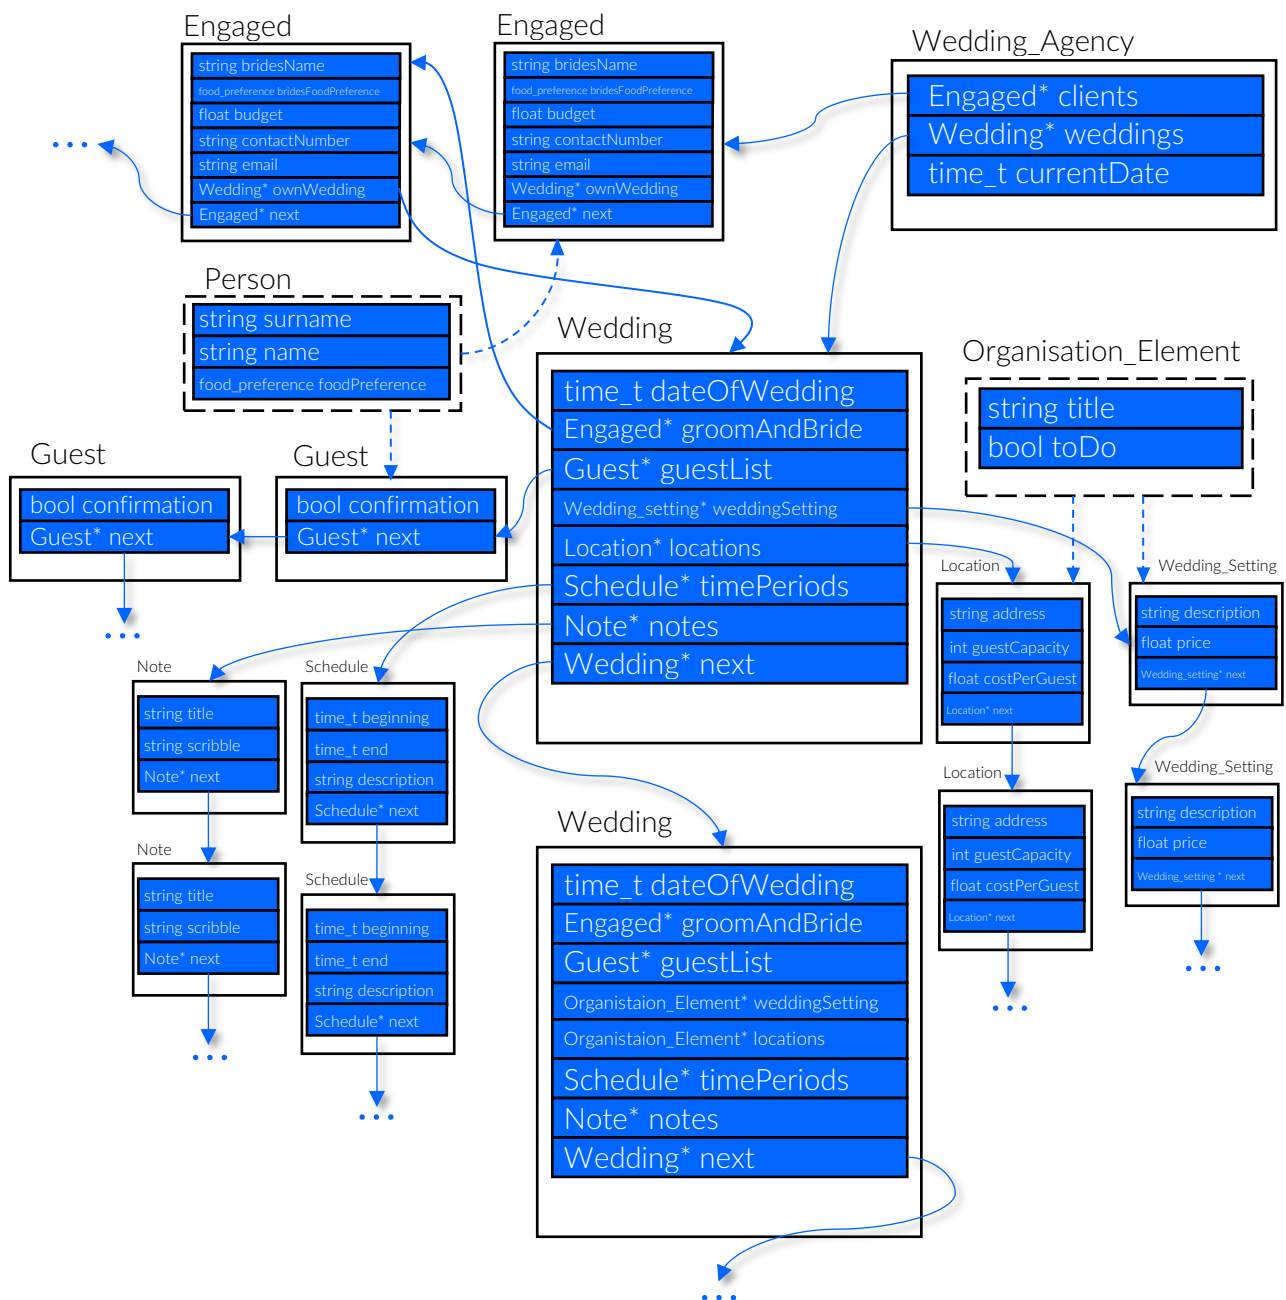 Engaged
string bridesName
food_preference bridesFoodPreference
float budget
string contactNumber
string email
Wedding* ownWedding
Engaged* next
Engaged
string bridesName
food_preference bridesFoodPreference
float budget
string contactNumber
string email
Wedding* ownWedding
Engaged* next
Wedding_Agency
Engaged* clients
Wedding* weddings
time_t currentDate
...
Person
string surname
string name
food_preference foodPreference
Guest
bool confirmation
Guest* next
...
Guest
bool confirmation
Guest* next
Wedding
time_t dateOfWedding
Engaged* groomAndBride
Guest* guestList
Wedding_setting* weddingSetting
Location* locations
Schedule* timePeriods
Note* notes
Wedding* next
Organisation_Element
string title
bool toDo
Location
string address
int guestCapacity
float costPerGuest
Location* next
Wedding_Setting
string description
float price
Wedding_setting* next
Note
string title
string scribble
Note* next
Schedule
time_t beginning
time_t end
string description
Schedule* next
Note
string title
string scribble
Note* next
...
Schedule
time_t beginning
time_t end
string description
Schedule* next
...
Wedding
time_t dateOfWedding
Engaged* groomAndBride
Guest* guestList
Organistaion_Element* weddingSetting
Organistaion_Element* locations
Schedule* timePeriods
Note* notes
Wedding* next
...
Location
string address
int guestCapacity
float costPerGuest
Location* next
...
Wedding_Setting
string description
float price
Wedding_setting * next
...